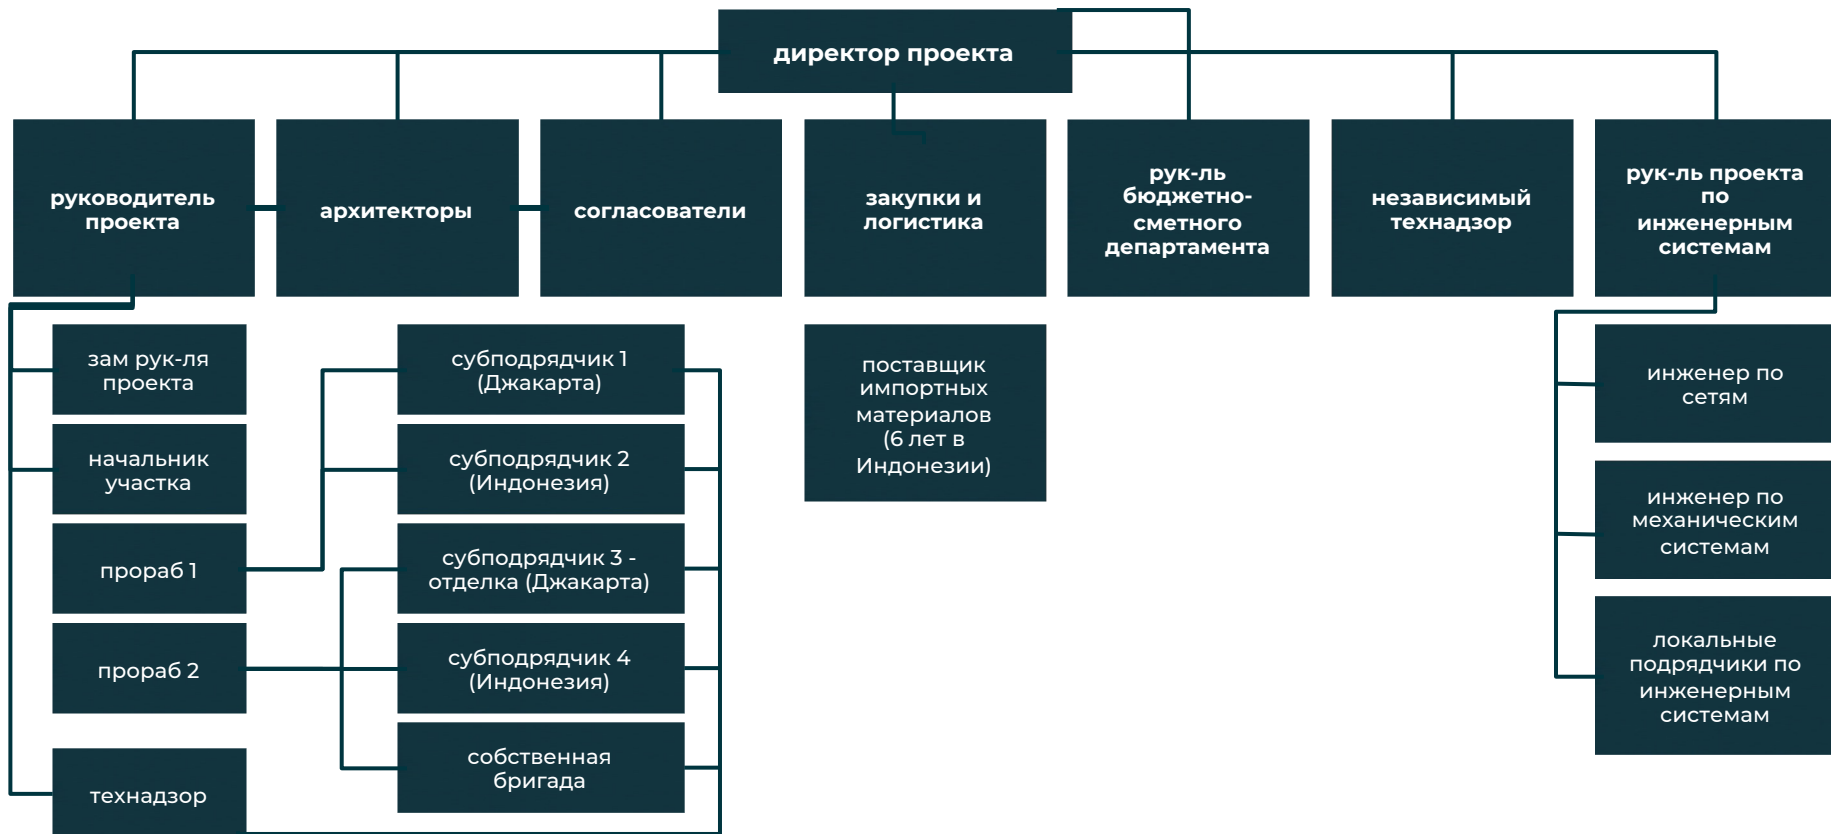 директор проекта
руководитель
проекта
архитекторы
согласователи
закупки и
логистика
рук-ль
бюджетно-
сметного
департамента
независимый
технадзор
рук-ль проекта
по
инженерным
системам
зам рук-ля
проекта
начальник
участка
прораб 1
прораб 2
технадзор
субподрядчик 1
(Джакарта)
субподрядчик 2
(Индонезия)
субподрядчик 3 -
отделка (Джакарта)
субподрядчик 4
(Индонезия)
собственная
бригада
поставщик
импортных
материалов
(6 лет в
Индонезии)
инженер по
сетям
инженер по
механическим
системам
локальные
подрядчики по
инженерным
системам